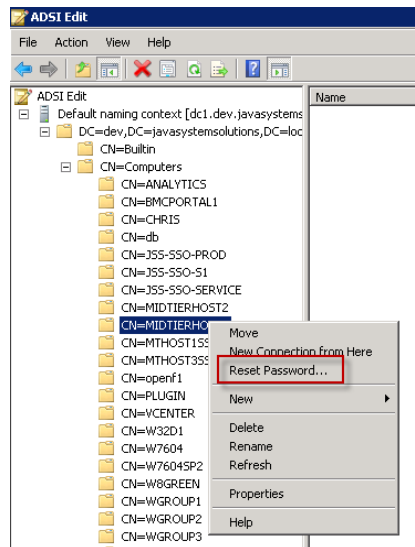 ADSI Edit
File Action View Help
ADSI Edit
Name
Default naming context [dc1.dev.javasystems
DC=dev,DC=javasystemsolutions,DC=loc
CN=Builtin
CN=Computers
CN=ANALYTICS
CN=BMCPORTAL1
CN=CHRIS
CN=db
CN=JSS-SSO-PROD
CN=JSS-SSO-S1
CN=JSS-SSO-SERVICE
CN=MIDTIERHOST2
CN=MIDTIERHO
CN=MTHOST1SS
CN=MTHOST3SS
CN=openf1
CN=PLUGIN
CN=VCENTER
CN=W32D1
CN=W7604
CN=W7604SP2
CN=W8GREEN
CN=WGROUP1
CN=WGROUP2
CN=WGROUP3
Move
New Connection from Here
Reset Password...
New
Delete
Rename
Refresh
Properties
Help